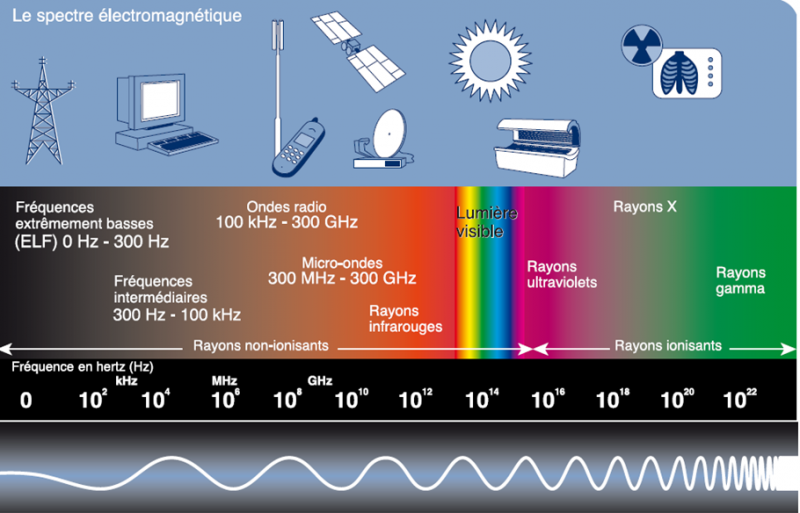 Le spectre électromagnétique
Fréquences
extrêmement basses
(ELF) 0 Hz - 300 Hz
Ondes radio
100 kHz - 300 GHz
Lumière
visible
Rayons X
Fréquences
intermédiaires
300 Hz - 100 kHz
Micro-ondes
300 MHz - 300 GHz
Rayons
infrarouges
Rayons
ultraviolets
Rayons
gamma
Rayons non-ionisants
Rayons ionisants
Fréquence en hertz (Hz)
kHz MHz GHz
0 10² 10⁴ 10⁶ 10⁸ 10¹⁰ 10¹² 10¹⁴ 10¹⁶ 10¹⁸ 10²⁰ 10²²